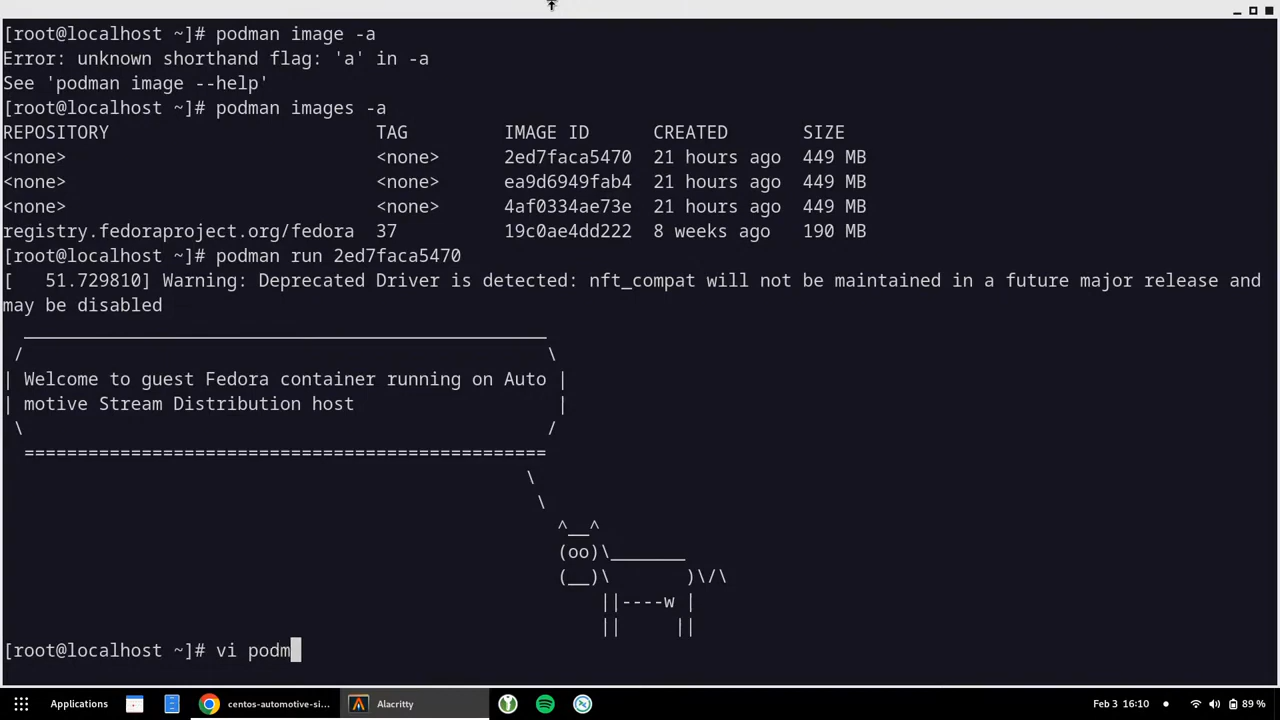 [root@localhost ~]# podman image -a
Error: unknown shorthand flag: 'a' in -a
See 'podman image --help'
[root@localhost ~]# podman images -a
REPOSITORY                         TAG         IMAGE ID      CREATED       SIZE
<none>                             <none>      2ed7faca5470  21 hours ago  449 MB
<none>                             <none>      ea9d6949fab4  21 hours ago  449 MB
<none>                             <none>      4af0334ae73e  21 hours ago  449 MB
registry.fedoraproject.org/fedora  37          19c0ae4dd222  8 weeks ago   190 MB
[root@localhost ~]# podman run 2ed7faca5470
[   51.729810] Warning: Deprecated Driver is detected: nft_compat will not be maintained in a future major release and
may be disabled
  _________________________________________________
 /                                                 \
| Welcome to guest Fedora container running on Auto |
| motive Stream Distribution host                   |
 \                                                 /
  =================================================
                                                 \
                                                  \
                                                    ^__^
                                                    (oo)\_______
                                                    (__)\       )\/\
                                                        ||----w |
                                                        ||     ||
[root@localhost ~]# vi podm
Applications centos-automotive-si... Alacritty Feb 3 16:10 89 %